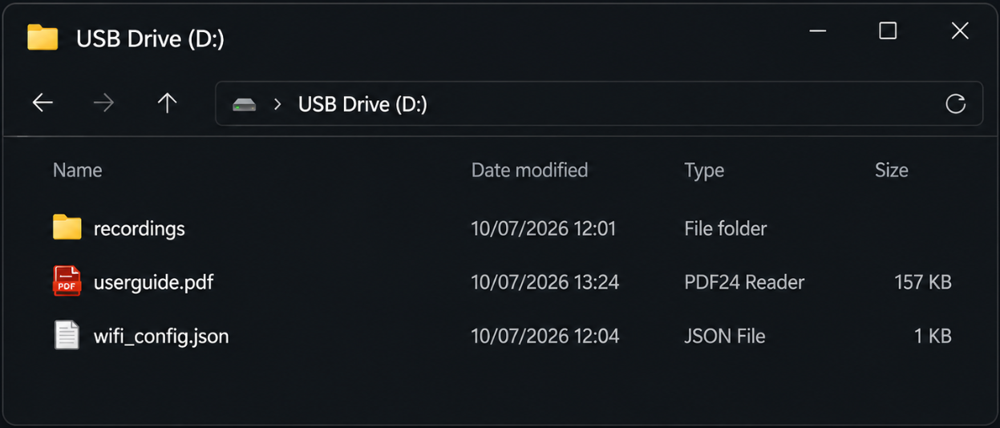 USB Drive (D:)
USB Drive (D:)
Name Date modified Type Size
recordings 10/07/2026 12:01 File folder
PDF userguide.pdf 10/07/2026 13:24 PDF24 Reader 157 KB
wifi_config.json 10/07/2026 12:04 JSON File 1 KB